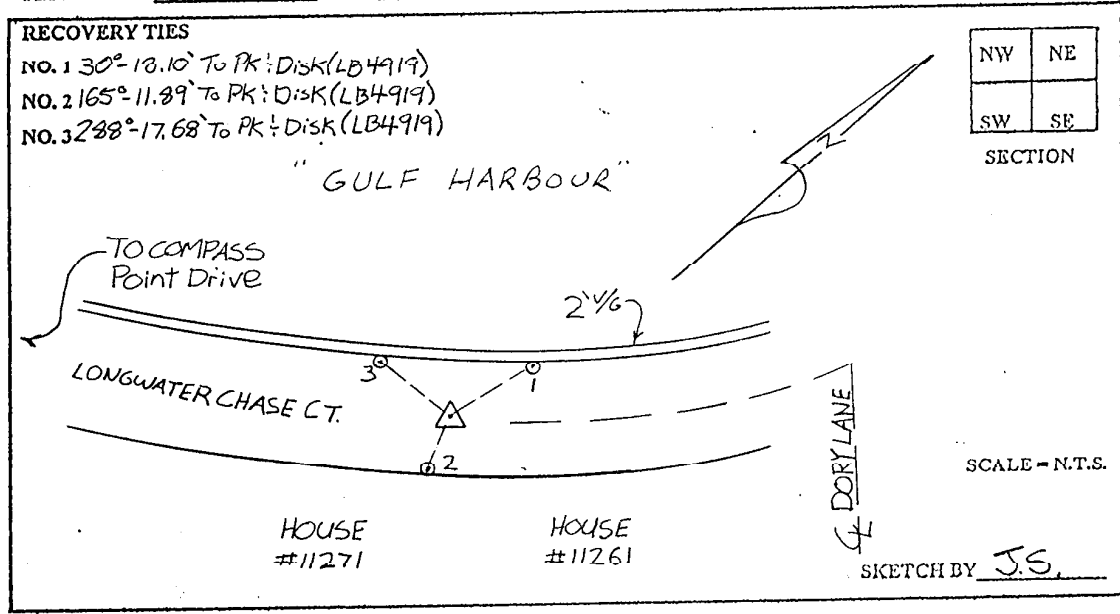 RECOVERY TIES
NO. 1 30°-18.10' To PK & Disk (LB4919)
NO. 2 165°-11.89' To PK & Disk (LB4919)
NO. 3 288°-17.68' To PK & Disk (LB4919)
NW NE
SW SE
SECTION
"GULF HARBOUR"
N
TO COMPASS
Point Drive
2' V/G
3
1
LONGWATER CHASE CT.
2
℄ DORY LANE
SCALE - N.T.S.
HOUSE
#11271
HOUSE
#11261
SKETCH BY J.S.